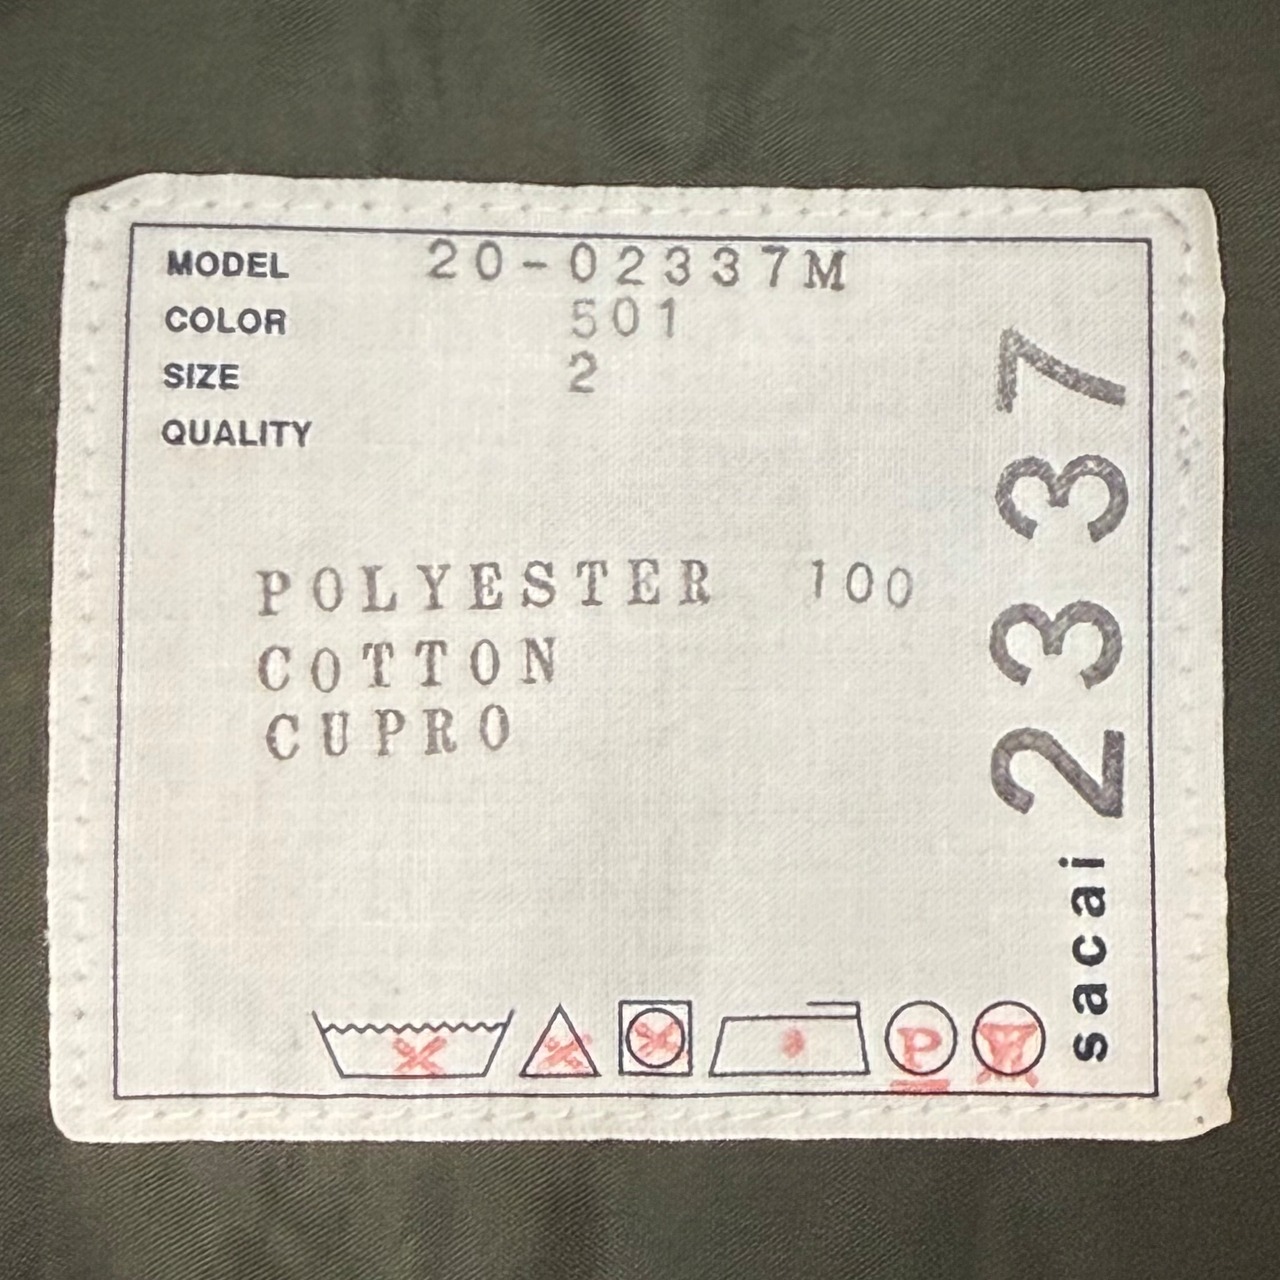 MODEL 20-02337M
COLOR 501
SIZE 2
QUALITY
POLYESTER 100
COTTON
CUPRO
P
sacai 2337